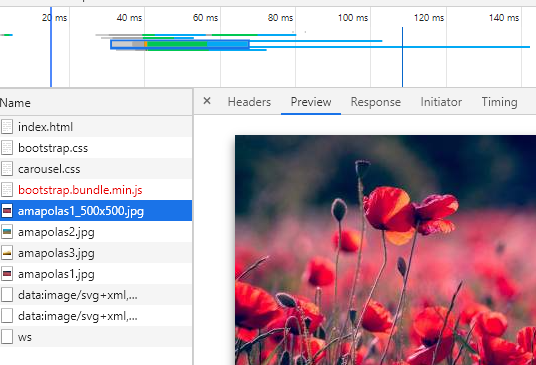 20 ms 40 ms 60 ms 80 ms 100 ms 120 ms 140 ms
Name × Headers Preview Response Initiator Timing
index.html
bootstrap.css
carousel.css
bootstrap.bundle.min.js
amapolas1_500x500.jpg
amapolas2.jpg
amapolas3.jpg
amapolas1.jpg
data:image/svg+xml,...
data:image/svg+xml,...
ws